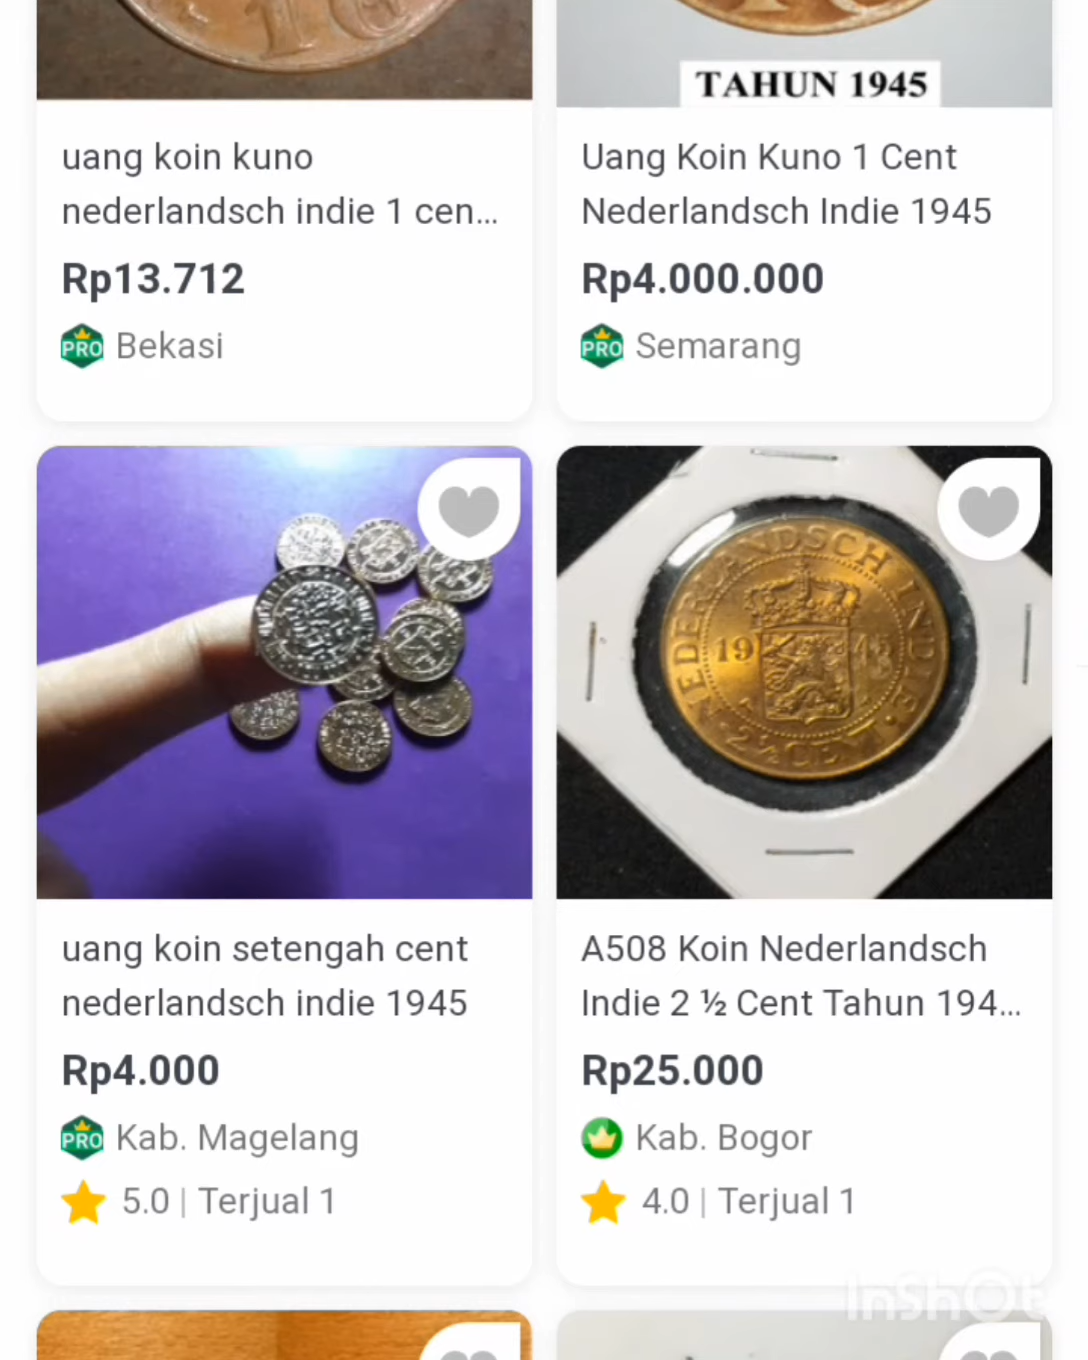 TAHUN 1945
uang koin kuno
nederlandsch indie 1 cen...
Rp13.712
PRO Bekasi
Uang Koin Kuno 1 Cent
Nederlandsch Indie 1945
Rp4.000.000
PRO Semarang
NEDERLANDSCH INDIE
19
2½ CENT
uang koin setengah cent
nederlandsch indie 1945
Rp4.000
PRO Kab. Magelang
5.0 | Terjual 1
A508 Koin Nederlandsch
Indie 2 ½ Cent Tahun 194...
Rp25.000
Kab. Bogor
4.0 | Terjual 1
InShOt